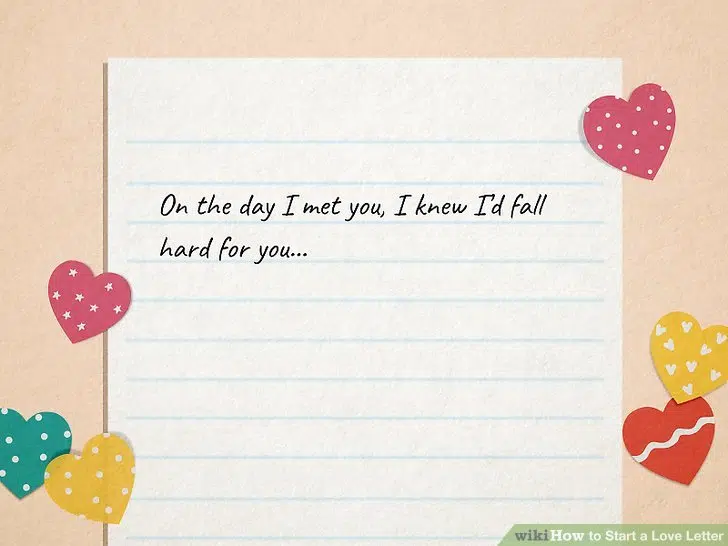 On the day I met you, I knew I'd fall
hard for you...
wikiHow to Start a Love Letter